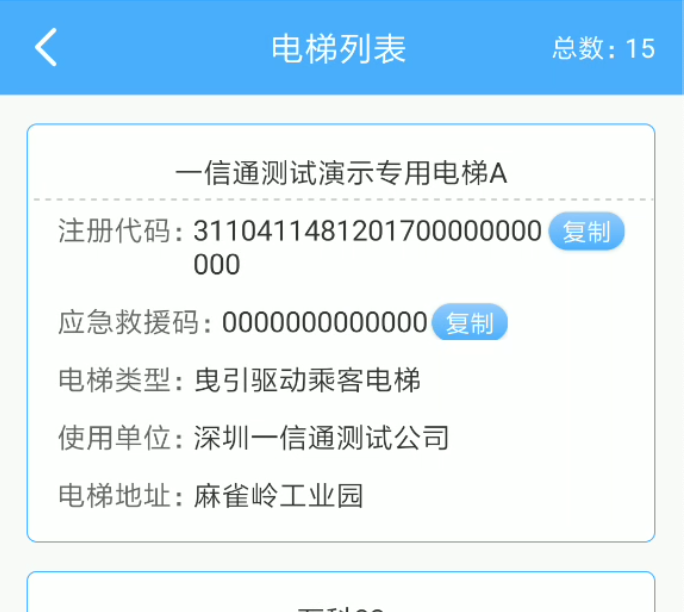 电梯列表
总数: 15
一信通测试演示专用电梯A
注册代码: 3110411481201700000000 复制
000
应急救援码: 0000000000000 复制
电梯类型: 曳引驱动乘客电梯
使用单位: 深圳一信通测试公司
电梯地址: 麻雀岭工业园